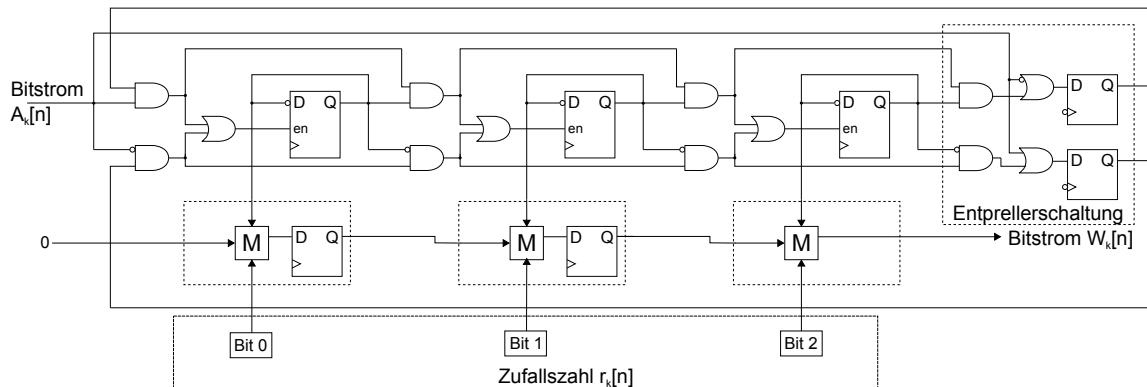 Bitstrom
A_k[n]
D Q
en
D Q
en
D Q
en
D Q
D Q
Entprellerschaltung
0
M
D Q
M
D Q
M
Bitstrom W_k[n]
Bit 0
Bit 1
Bit 2
Zufallszahl r_k[n]